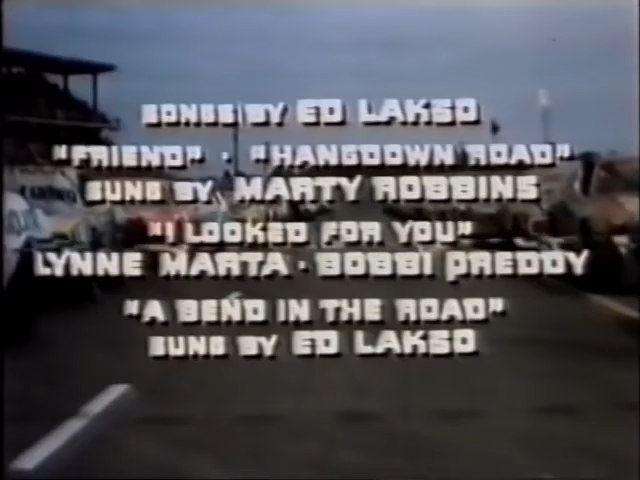 SONGS BY ED LAKSO
"FRIEND" · "HANGDOWN ROAD"
SUNG BY MARTY ROBBINS
"I LOOKED FOR YOU"
LYNNE MARTA · BOBBI PREDDY
"A BEND IN THE ROAD"
SUNG BY ED LAKSO